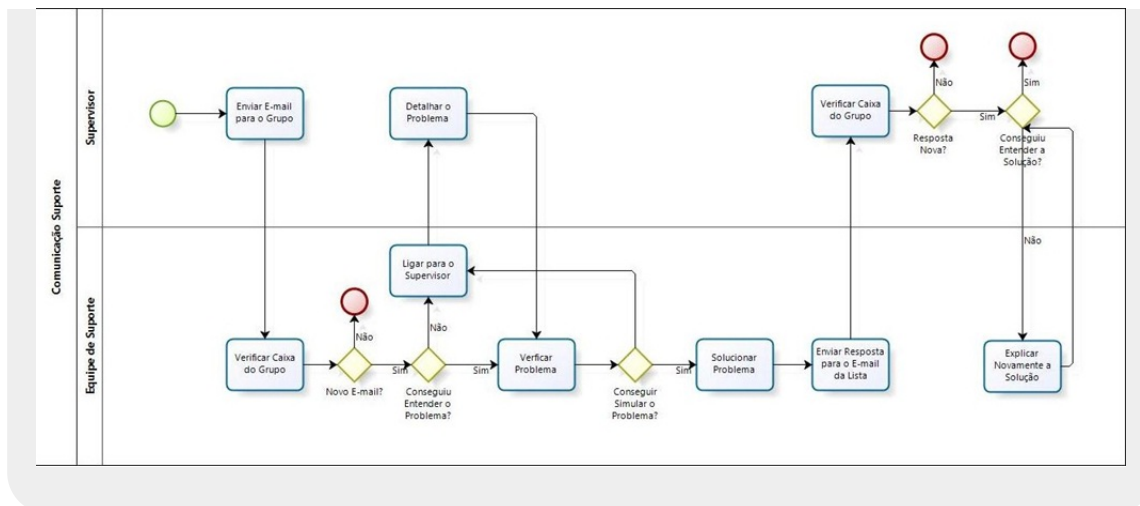 Comunicação Suporte
Supervisor
Enviar E-mail
para o Grupo
Detalhar o
Problema
Verificar Caixa
do Grupo
Não
Sim
Resposta
Nova?
Sim
Conseguiu
Entender a
Solução?
Não
Equipe de Suporte
Ligar para o
Supervisor
Verificar Caixa
do Grupo
Não
Novo E-mail?
Sim
Não
Conseguiu
Entender o
Problema?
Sim
Verficar
Problema
Conseguir
Simular o
Problema?
Sim
Solucionar
Problema
Enviar Resposta
para o E-mail
da Lista
Explicar
Novamente a
Solução